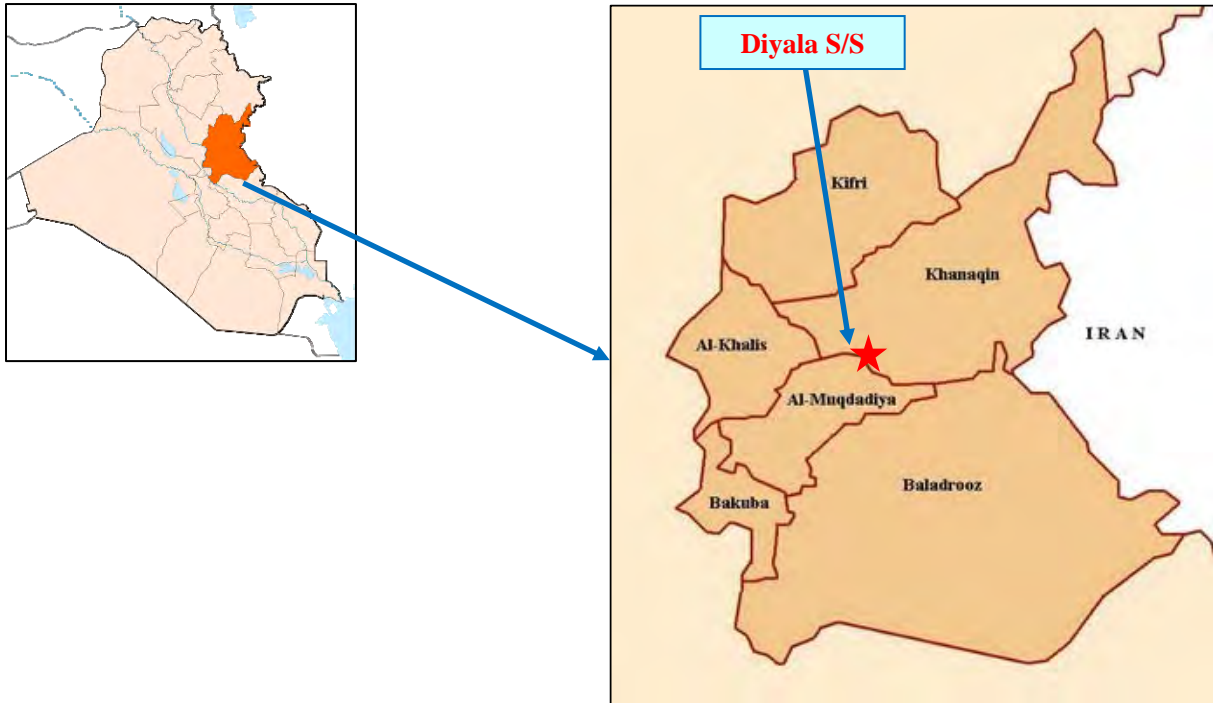 Diyala S/S
Kifri
Khanaqin
IRAN
Al-Khalis
Al-Muqdadiya
Baladrooz
Bakuba